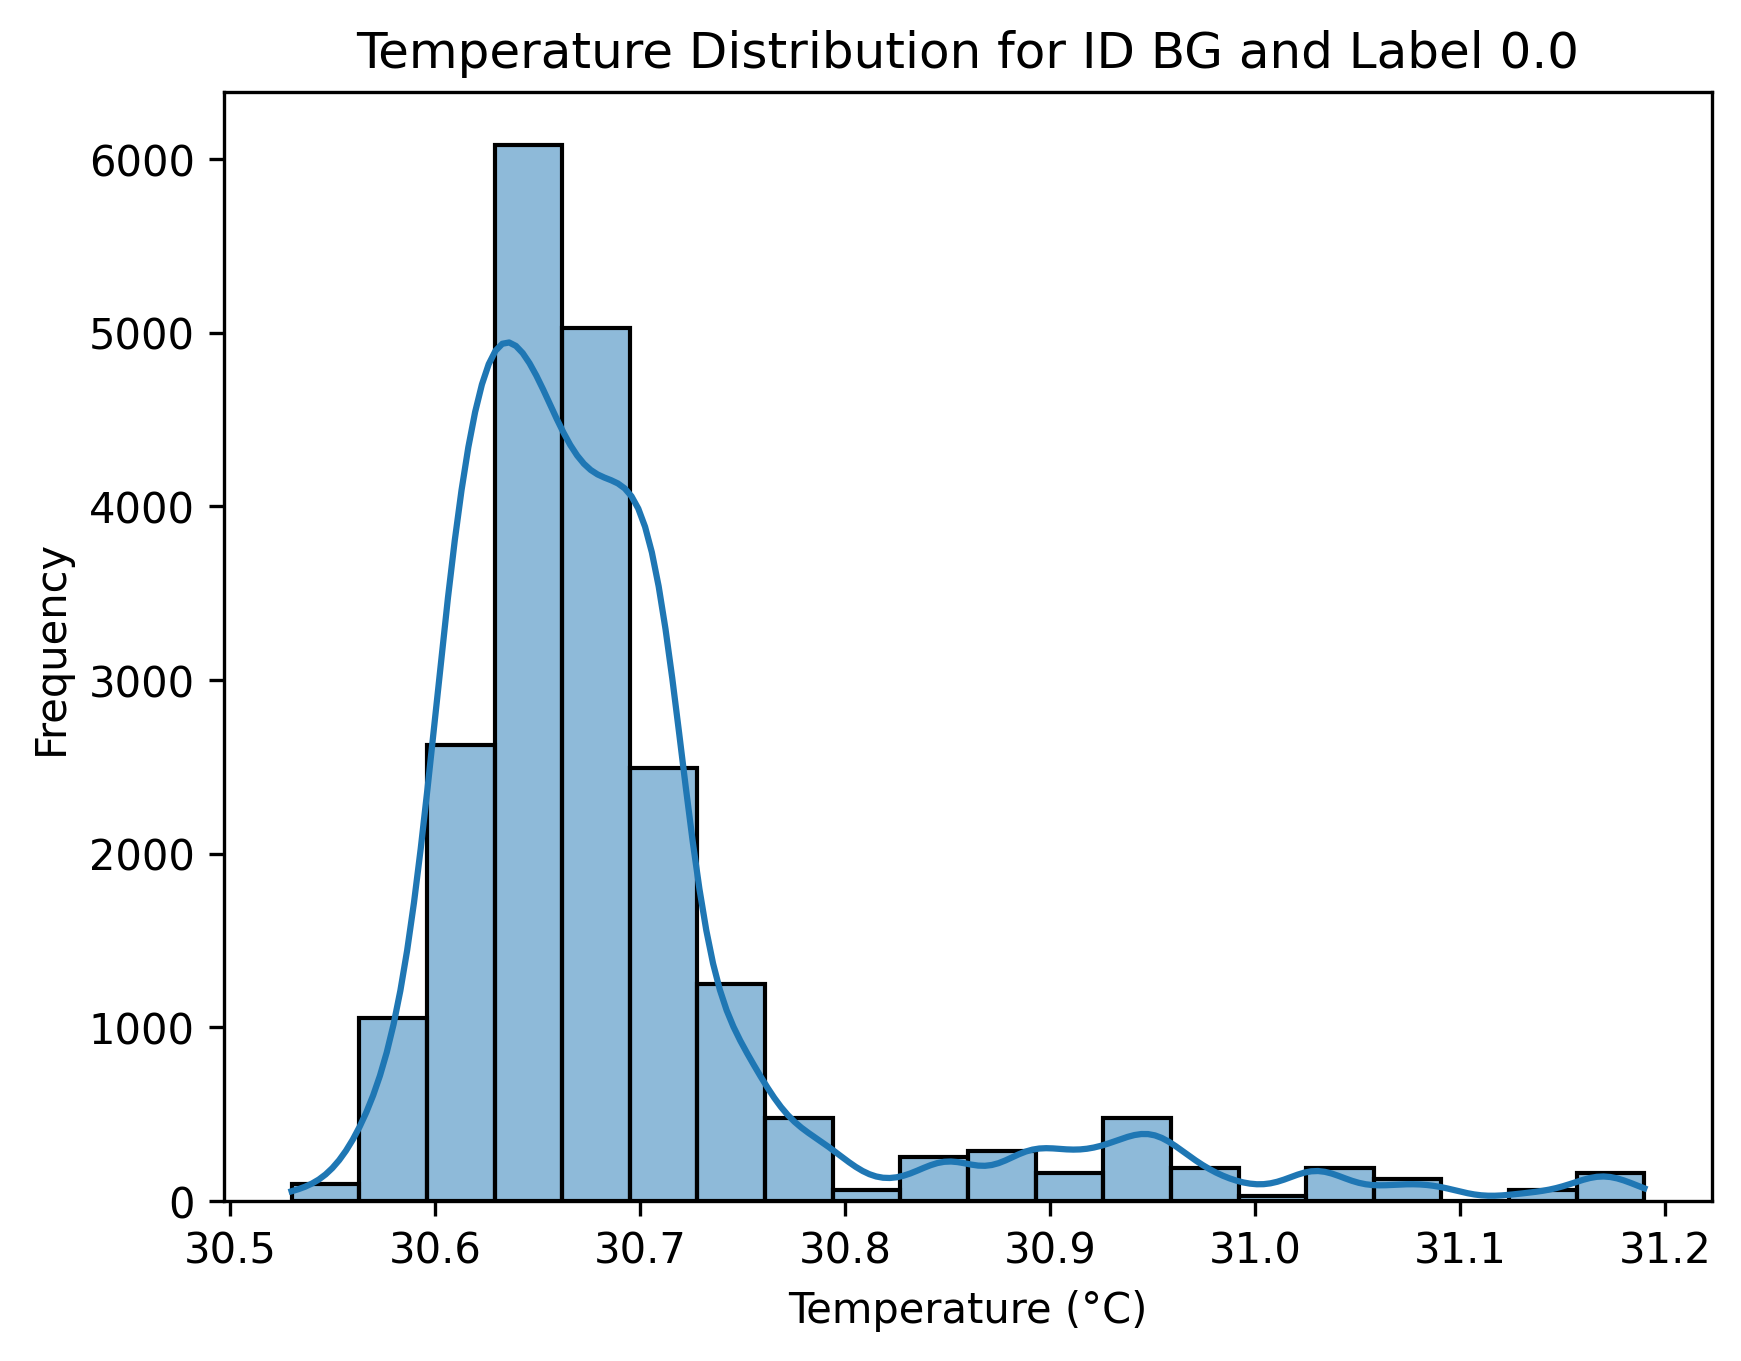 Temperature Distribution for ID BG and Label 0.0
6000
5000
4000
3000
2000
1000
0
Frequency
30.5 30.6 30.7 30.8 30.9 31.0 31.1 31.2
Temperature (°C)